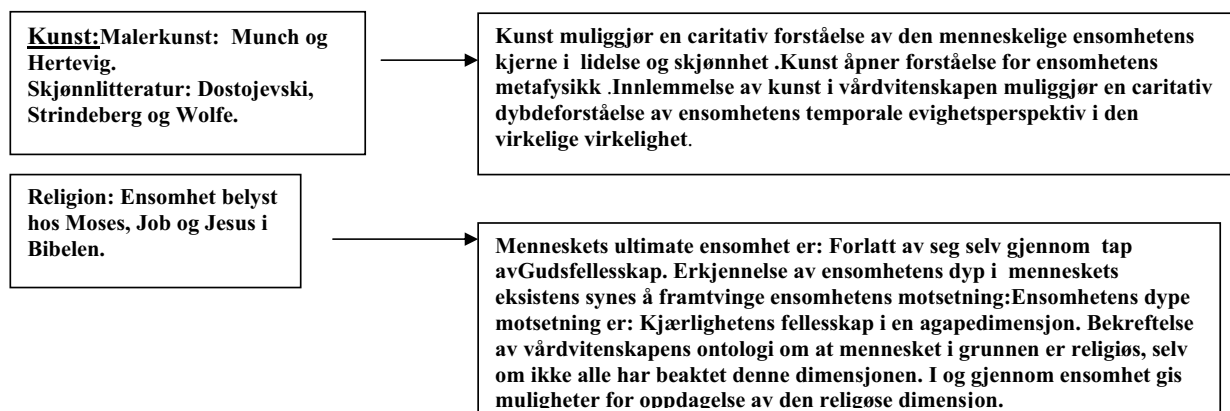 Kunst:Malerkunst: Munch og
Hertevig.
Skjønnlitteratur: Dostojevski,
Strindeberg og Wolfe.
Kunst muliggjør en caritativ forståelse av den menneskelige ensomhetens
kjerne i lidelse og skjønnhet .Kunst åpner forståelse for ensomhetens
metafysikk .Innlemmelse av kunst i vårdvitenskapen muliggjør en caritativ
dybdeforståelse av ensomhetens temporale evighetsperspektiv i den
virkelige virkelighet.
Religion: Ensomhet belyst
hos Moses, Job og Jesus i
Bibelen.
Menneskets ultimate ensomhet er: Forlatt av seg selv gjennom tap
avGudsfellesskap. Erkjennelse av ensomhetens dyp i menneskets
eksistens synes å framtvinge ensomhetens motsetning:Ensomhetens dype
motsetning er: Kjærlighetens fellesskap i en agapedimensjon. Bekreftelse
av vårdvitenskapens ontologi om at mennesket i grunnen er religiøs, selv
om ikke alle har beaktet denne dimensjonen. I og gjennom ensomhet gis
muligheter for oppdagelse av den religøse dimensjon.